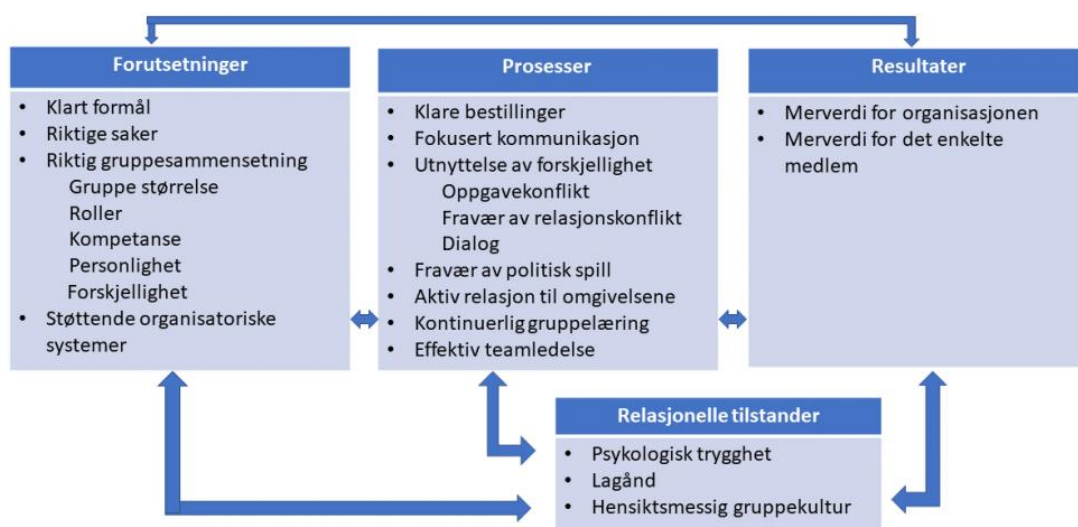 Forutsetninger
• Klart formål
• Riktige saker
• Riktig gruppesammensetning
Gruppe størrelse
Roller
Kompetanse
Personlighet
Forskjellighet
• Støttende organisatoriske
systemer
Prosesser
• Klare bestillinger
• Fokusert kommunikasjon
• Utnyttelse av forskjellighet
Oppgavekonflikt
Fravær av relasjonskonflikt
Dialog
• Fravær av politisk spill
• Aktiv relasjon til omgivelsene
• Kontinuerlig gruppelæring
• Effektiv teamledelse
Resultater
• Merverdi for organisasjonen
• Merverdi for det enkelte
medlem
Relasjonelle tilstander
• Psykologisk trygghet
• Lagånd
• Hensiktsmessig gruppekultur